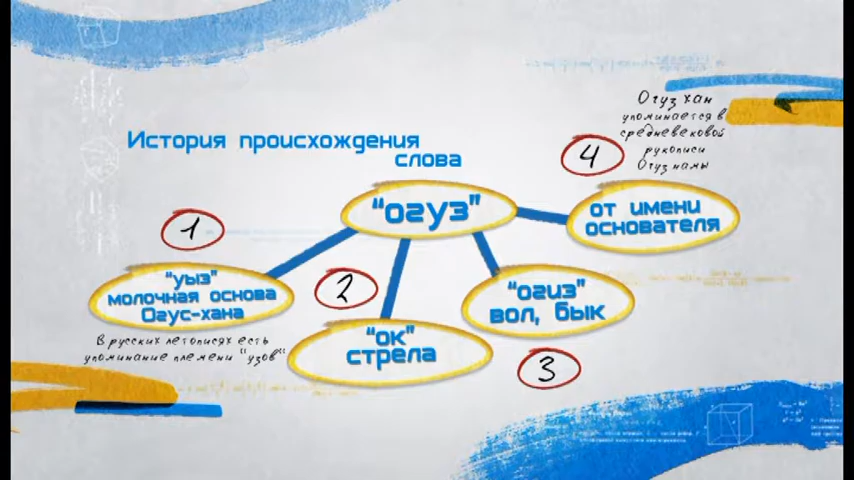 История происхождения
слова
"огуз"
1
"уыз"
молочная основа
Огус-хана
В русских летописях есть
упоминание племени "узов"
2
"ок"
стрела
3
"огиз"
вол, бык
4
от имени
основателя
Огуз хан
упоминается в
средневековой
рукописи
Огуз намы